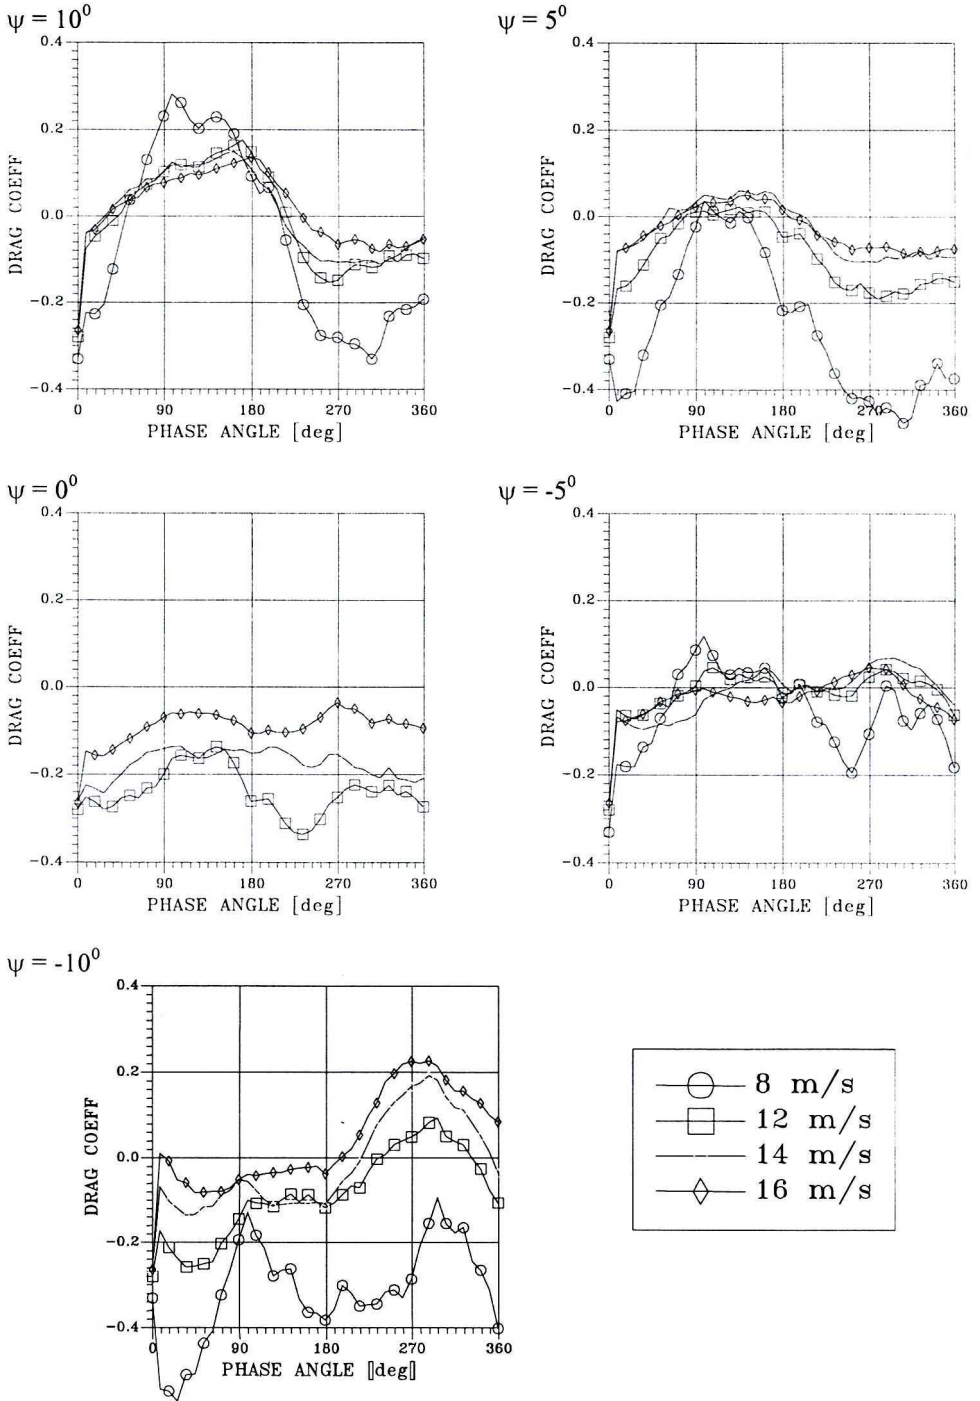 ψ = 10⁰
0.4
0.2
0.0
−0.2
−0.4
DRAG COEFF
0 90 180 270 360
PHASE ANGLE [deg]
ψ = 5⁰
0.4
0.2
0.0
−0.2
−0.4
DRAG COEFF
0 90 180 270 360
PHASE ANGLE [deg]
ψ = 0⁰
0.4
0.2
0.0
−0.2
−0.4
DRAG COEFF
0 90 180 270 360
PHASE ANGLE [deg]
ψ = -5⁰
0.4
0.2
0.0
−0.2
−0.4
DRAG COEFF
0 90 180 270 360
PHASE ANGLE [deg]
ψ = -10⁰
0.4
0.2
0.0
−0.2
−0.4
DRAG COEFF
0 90 180 270 360
PHASE ANGLE [deg]
8 m/s
12 m/s
14 m/s
16 m/s